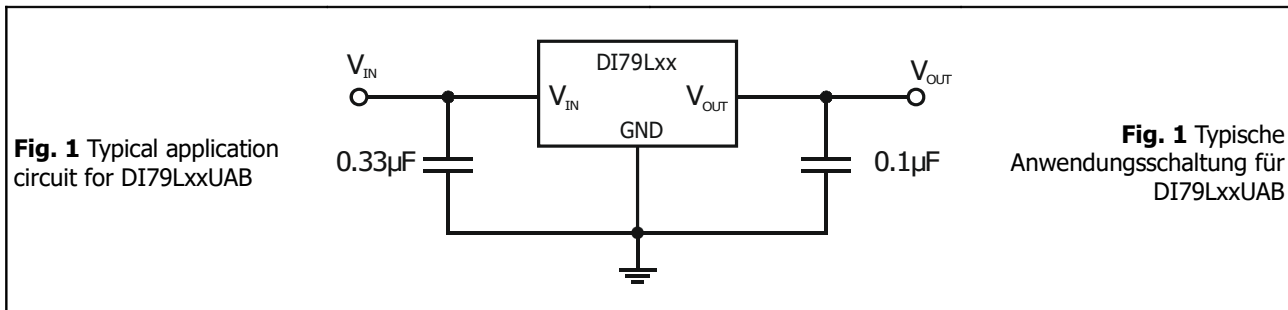 Fig. 1 Typical application
circuit for DI79LxxUAB
V_IN
DI79Lxx
V_IN
V_OUT
GND
V_OUT
0.33µF
0.1µF
Fig. 1 Typische
Anwendungsschaltung für
DI79LxxUAB